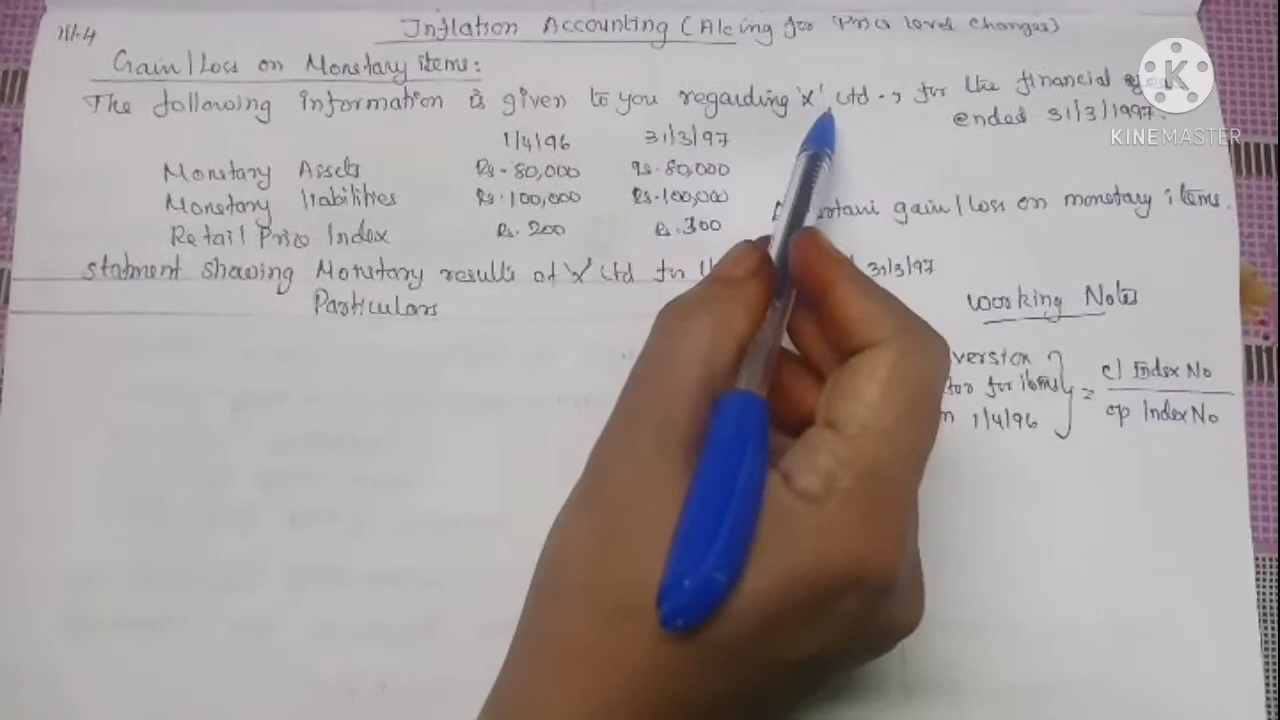 Ill.4
Inflation Accounting (A/cing for Price level changes)
Gain/Loss on Monetary items:
The following information is given to you regarding 'X' Ltd., for the financial
ended 31/3/1997.
K
KINEMASTER
1/4/96 31/3/97
Monetary Assets Rs.80,000 Rs.80,000
Monetary liabilities Rs.100,000 Rs.100,000
gain/loss on monetary items.
Retail Price Index Rs.200 Rs.300
statment showing Monetary results of 'X' Ltd for 31/3/97
Particulars
Working Notes
version
for items = cl Index No
1/4/96 op Index No